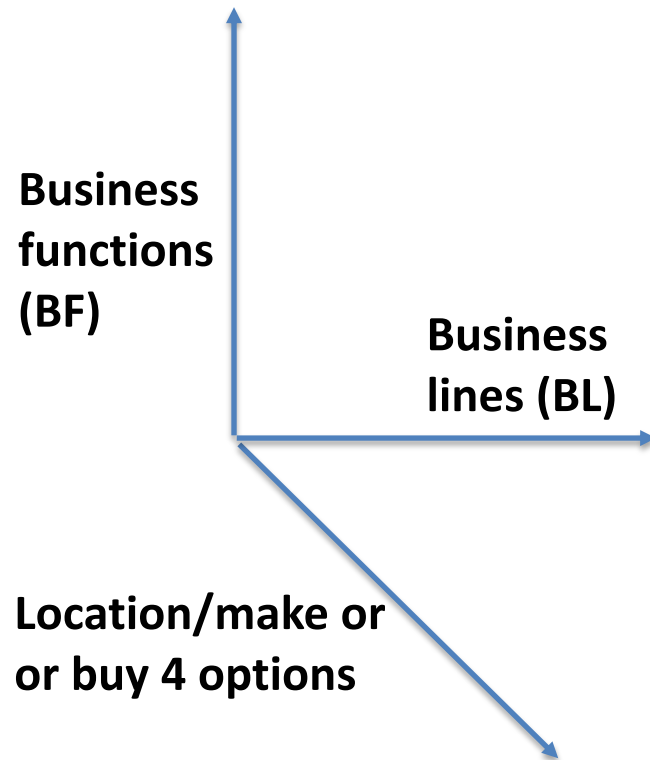 Business
functions
(BF)
Business
lines (BL)
Location/make or
or buy 4 options